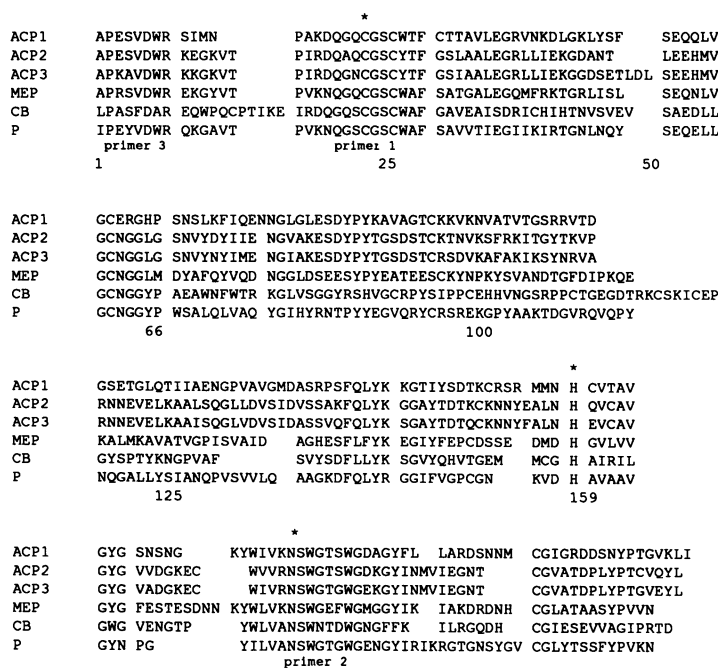 *
ACP1 APESVDWR SIMN PAKDQGQCGSCWTF CTTAVLEGRVNKDLGKLYSF SEQQLV
ACP2 APESVDWR KEGKVT PIRDQAQCGSCYTF GSLAALEGRLLIEKGDANT LEEHMV
ACP3 APKAVDWR KKGKVT PIRDQGNCGSCYTF GSIAALEGRLLIEKGGDSETLDL SEEHMV
MEP APRSVDWR EKGYVT PVKNQGQCGSCWAF SATGALEGQMFRKTGRLISL SEQNLV
CB LPASFDAR EQWPQCPTIKE IRDQGQSCGSCWAF GAVEAISDRICIHTNVSVEV SAEDLL
P IPEYVDWR QKGAVT PVKNQGSCGSCWAF SAVVTIEGIIKIRTGNLNQY SEQELL
primer 3 primer 1
1 25 50
ACP1 GCERGHP SNSLKFIQENNGLGLESDYPYKAVAGTCKKVKNVATVTGSRRVTD
ACP2 GCNGGLG SNVYDYIIE NGVAKESDYPYTGSDSTCKTNVKSFRKITGYTKVP
ACP3 GCNGGLG SNVYNYIME NGIAKESDYPYTGSDSTCRSDVKAFAKIKSYNRVA
MEP GCNGGLM DYAFQYVQD NGGLDSEESYPYEATEESCKYNPKYSVANDTGFDIPKQE
CB GCNGGYP AEAWNFWTR KGLVSGGYRSHVGCRPYSIPPCEHHVNGSRPPCTGEGDTRKCSKICEP
P GCNGGYP WSALQLVAQ YGIHYRNTPYYEGVQRYCRSREKGPYAAKTDGVRQVQPY
66 100
*
ACP1 GSETGLQTIIAENGPVAVGMDASRPSFQLYK KGTIYSDTKCRSR MMN H CVTAV
ACP2 RNNEVELKAALSQGLLDVSIDVSSAKFQLYK GGAYTDTKCKNNYEALN H QVCAV
ACP3 RNNEVELKAAISQGLVDVSIDASSVQFQLYK SGAYTDTQCKNNYFALN H EVCAV
MEP KALMKAVATVGPISVAID AGHESFLFYK EGIYFEPCDSSE DMD H GVLVV
CB GYSPTYKNGPVAF SVYSDFLLYK SGVYQHVTGEM MCG H AIRIL
P NQGALLYSIANQPVSVVLQ AAGKDFQLYR GGIFVGPCGN KVD H AVAAV
125 159
*
ACP1 GYG SNSNG KYWIVKNSWGTSWGDAGYFL LARDSNNM CGIGRDDSNYPTGVKLI
ACP2 GYG VVDGKEC WVVRNSWGTSWGDKGYINMVIEGNT CGVATDPLYPTCVQYL
ACP3 GYG VADGKEC WIVRNSWGTGWGEKGYINMVIEGNT CGVATDPLYPTGVEYL
MEP GYG FESTESDNN KYWLVKNSWGEFWGMGGYIK IAKDRDNH CGLATAASYPVVN
CB GWG VENGTP YWLVANSWNTDWGNGFFK ILRGQDH CGIESEVVAGIPRTD
P GYN PG YILVANSWGTGWGENGYIRIKRGTGNSYGV CGLYTSSFYPVKN
primer 2